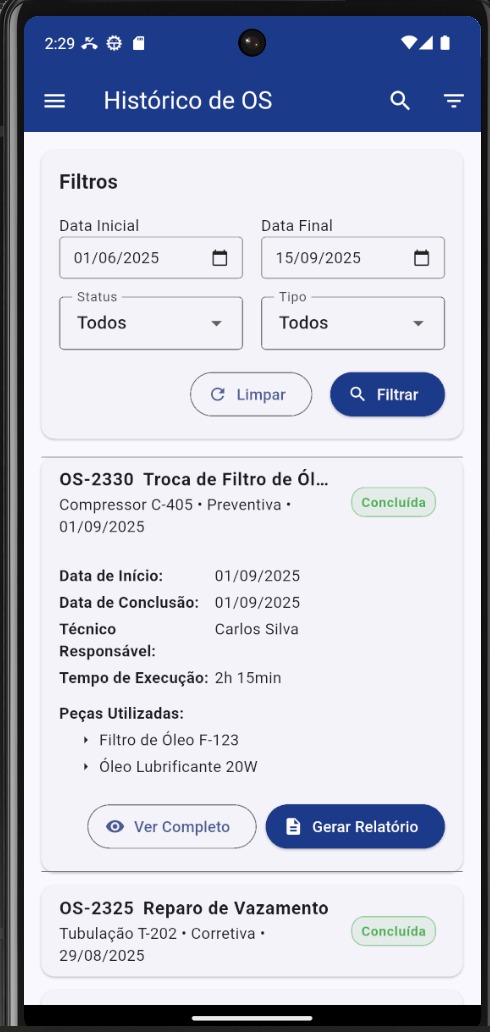 2:29
Histórico de OS
Filtros
Data Inicial Data Final
01/06/2025 15/09/2025
Status Tipo
Todos Todos
Limpar Filtrar
OS-2330 Troca de Filtro de Ól...
Compressor C-405 • Preventiva •
01/09/2025
Concluída
Data de Início: 01/09/2025
Data de Conclusão: 01/09/2025
Técnico Carlos Silva
Responsável:
Tempo de Execução: 2h 15min
Peças Utilizadas:
Filtro de Óleo F-123
Óleo Lubrificante 20W
Ver Completo Gerar Relatório
OS-2325 Reparo de Vazamento
Tubulação T-202 • Corretiva •
29/08/2025
Concluída